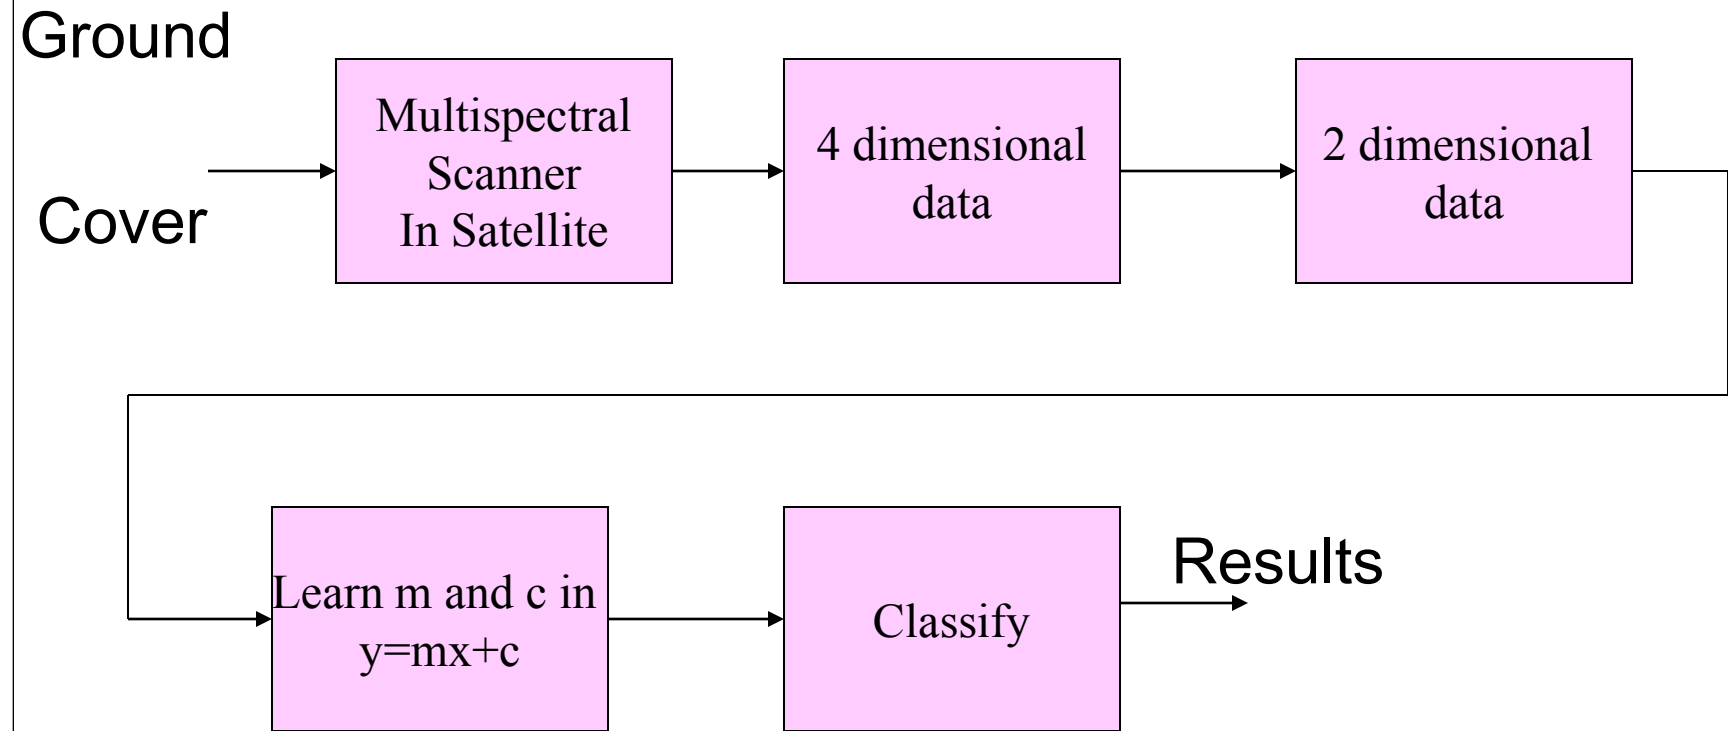 Ground
Cover
Multispectral
Scanner
In Satellite
4 dimensional
data
2 dimensional
data
Learn m and c in
y=mx+c
Classify
Results